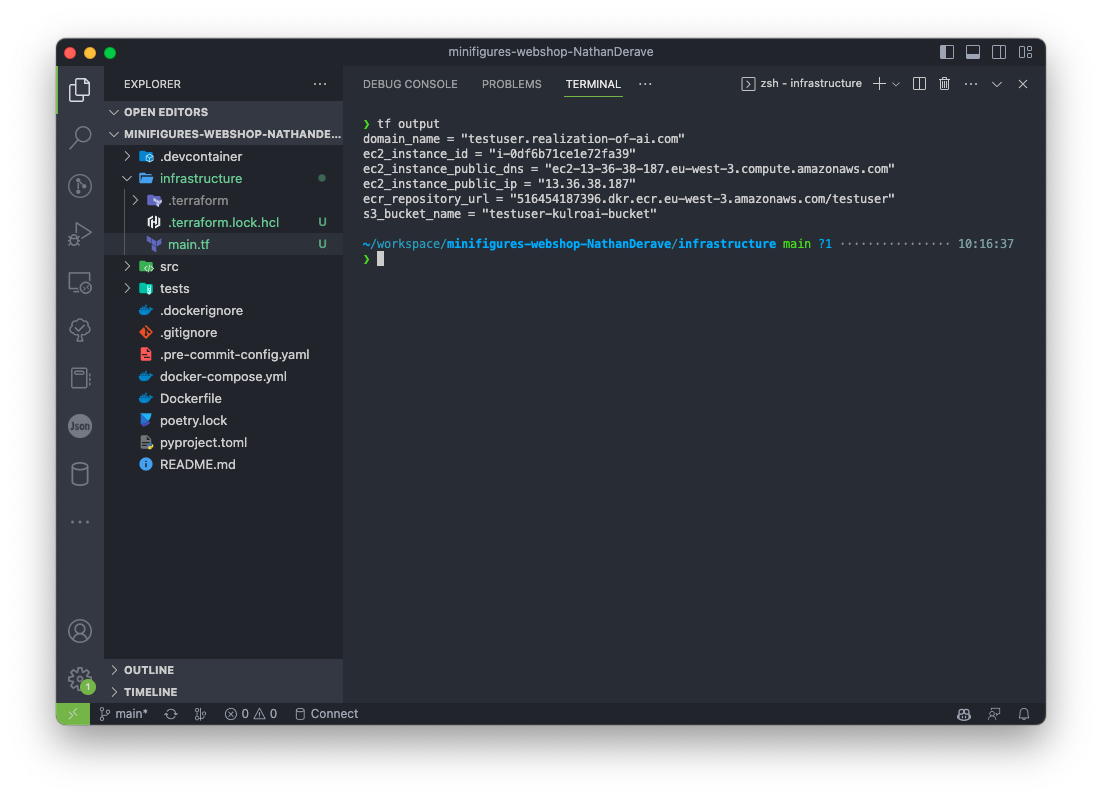 minifigures-webshop-NathanDerave
EXPLORER
OPEN EDITORS
MINIFIGURES-WEBSHOP-NATHANDE...
.devcontainer
infrastructure
.terraform
.terraform.lock.hcl U
main.tf U
src
tests
.dockerignore
.gitignore
.pre-commit-config.yaml
docker-compose.yml
Dockerfile
poetry.lock
pyproject.toml
README.md
OUTLINE
TIMELINE
Json
1
DEBUG CONSOLE PROBLEMS TERMINAL ··· zsh - infrastructure
❯ tf output
domain_name = "testuser.realization-of-ai.com"
ec2_instance_id = "i-0df6b71ce1e72fa39"
ec2_instance_public_dns = "ec2-13-36-38-187.eu-west-3.compute.amazonaws.com"
ec2_instance_public_ip = "13.36.38.187"
ecr_repository_url = "516454187396.dkr.ecr.eu-west-3.amazonaws.com/testuser"
s3_bucket_name = "testuser-kulroai-bucket"
~/workspace/minifigures-webshop-NathanDerave/infrastructure main ?1 ················ 10:16:37
❯
main* 0 0 Connect